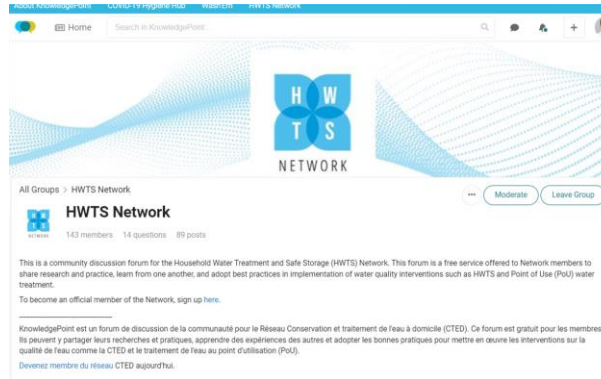 About KnowledgePoint COVID-19 Hygiene Hub Wash'Em HWTS Network
Home Search in KnowledgePoint
H W
T S
NETWORK
All Groups > HWTS Network
Moderate Leave Group
HWTS Network
143 members 14 questions 89 posts
This is a community discussion forum for the Household Water Treatment and Safe Storage (HWTS) Network. This forum is a free service offered to Network members to
share research and practice, learn from one another, and adopt best practices in implementation of water quality interventions such as HWTS and Point of Use (PoU) water
treatment.
To become an official member of the Network, sign up here.
KnowledgePoint est un forum de discussion de la communauté pour le Réseau Conservation et traitement de l'eau à domicile (CTED). Ce forum est gratuit pour les membres
Ils peuvent y partager leurs recherches et pratiques, apprendre des expériences des autres et adopter les bonnes pratiques pour mettre en œuvre les interventions sur la
qualité de l'eau comme la CTED et le traitement de l'eau au point d'utilisation (PoU).
Devenez membre du réseau CTED aujourd'hui.